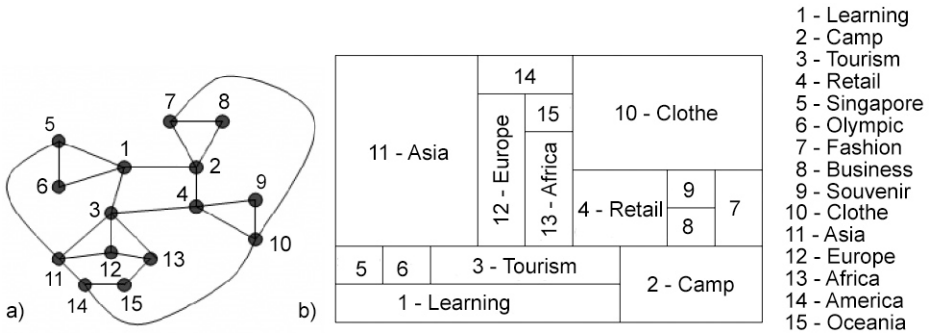 a)
5
6
1
7
8
2
3
4
9
10
11
12
13
14
15
b)
14
11 - Asia
12 - Europe
15
13 - Africa
10 - Clothe
4 - Retail
9
8
7
5
6
3 - Tourism
1 - Learning
2 - Camp
1 - Learning
2 - Camp
3 - Tourism
4 - Retail
5 - Singapore
6 - Olympic
7 - Fashion
8 - Business
9 - Souvenir
10 - Clothe
11 - Asia
12 - Europe
13 - Africa
14 - America
15 - Oceania